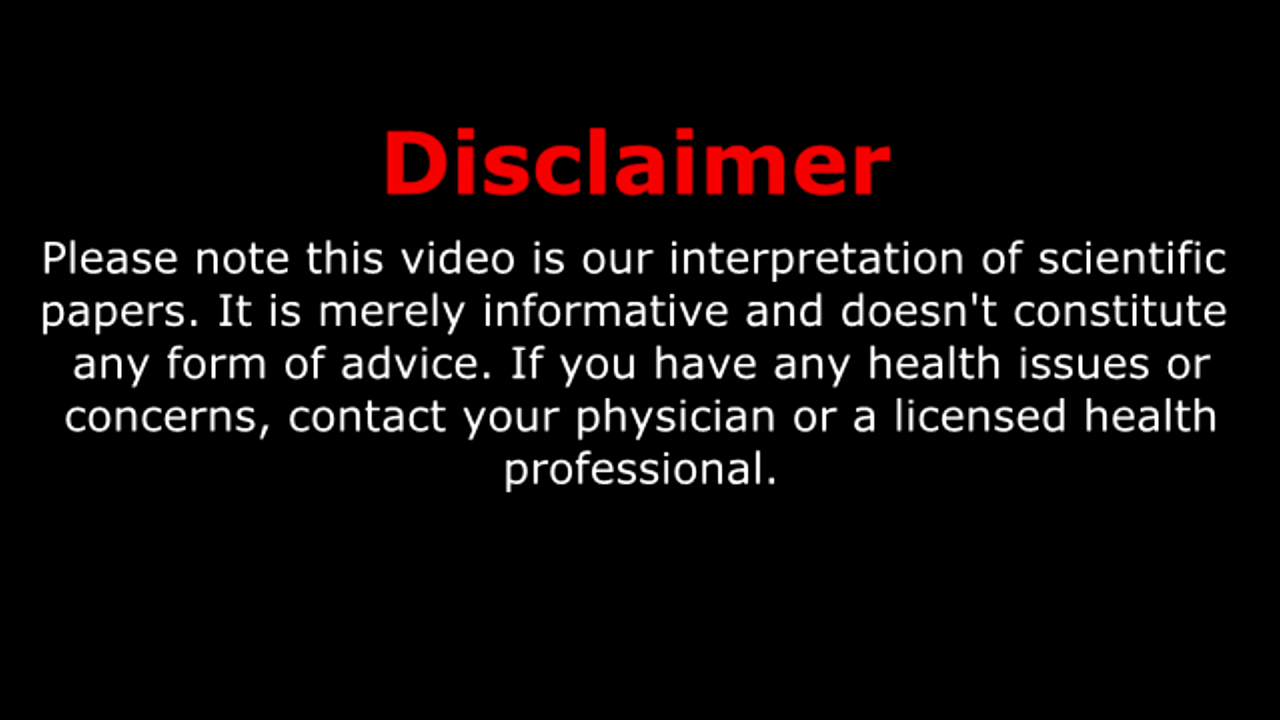 Disclaimer
Please note this video is our interpretation of scientific
papers. It is merely informative and doesn't constitute
any form of advice. If you have any health issues or
concerns, contact your physician or a licensed health
professional.